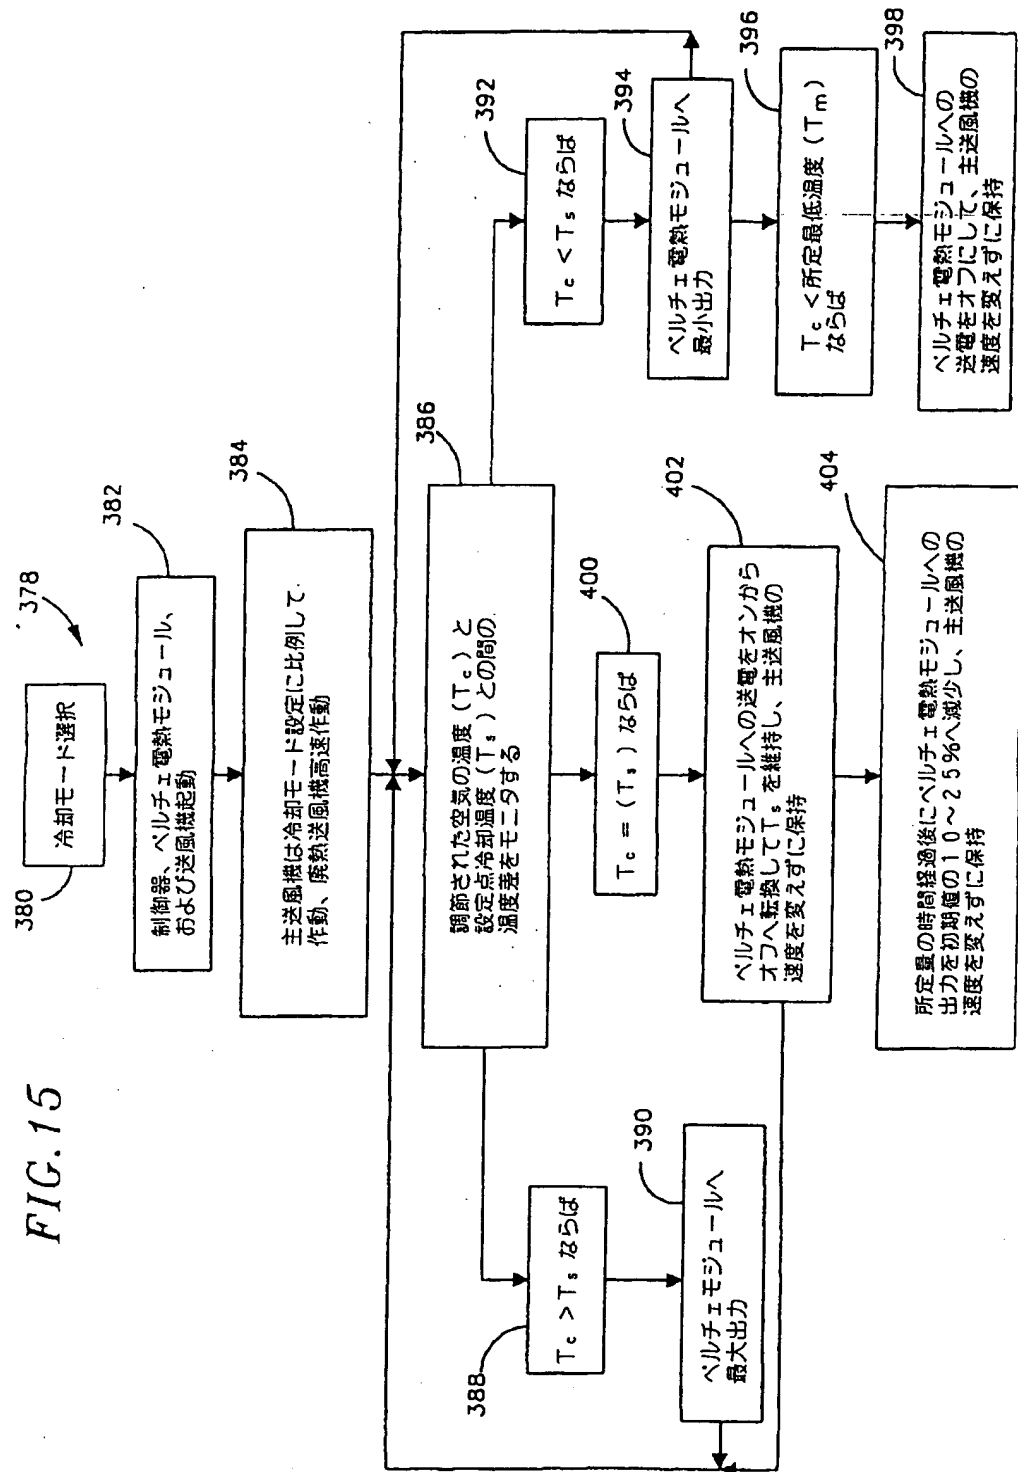 FIG.15
378
380
冷却モード選択
382
制御器、ペルチェ電熱モジュール、
および送風機起動
384
主送風機は冷却モード設定に比例して
作動、廃熱送風機高速作動
386
調節された空気の温度(Tc)と
設定点冷却温度(Ts)との間の
温度差をモニタする
388
Tc >Ts ならば
390
ペルチェモジュールへ
最大出力
400
Tc =(Ts)ならば
402
ペルチェ電熱モジュールへの送電をオンから
オフへ転換してTs を維持し、主送風機の
速度を変えずに保持
404
所定量の時間経過後にペルチェ電熱モジュールへの
出力を初期値の10~25%へ減少し、主送風機の
速度を変えずに保持
392
Tc <Ts ならば
394
ペルチェ電熱モジュールへ
最小出力
396
Tc <所定最低温度(Tm)
ならば
398
ペルチェ電熱モジュールへの
送電をオフにして、主送風機の
速度を変えずに保持